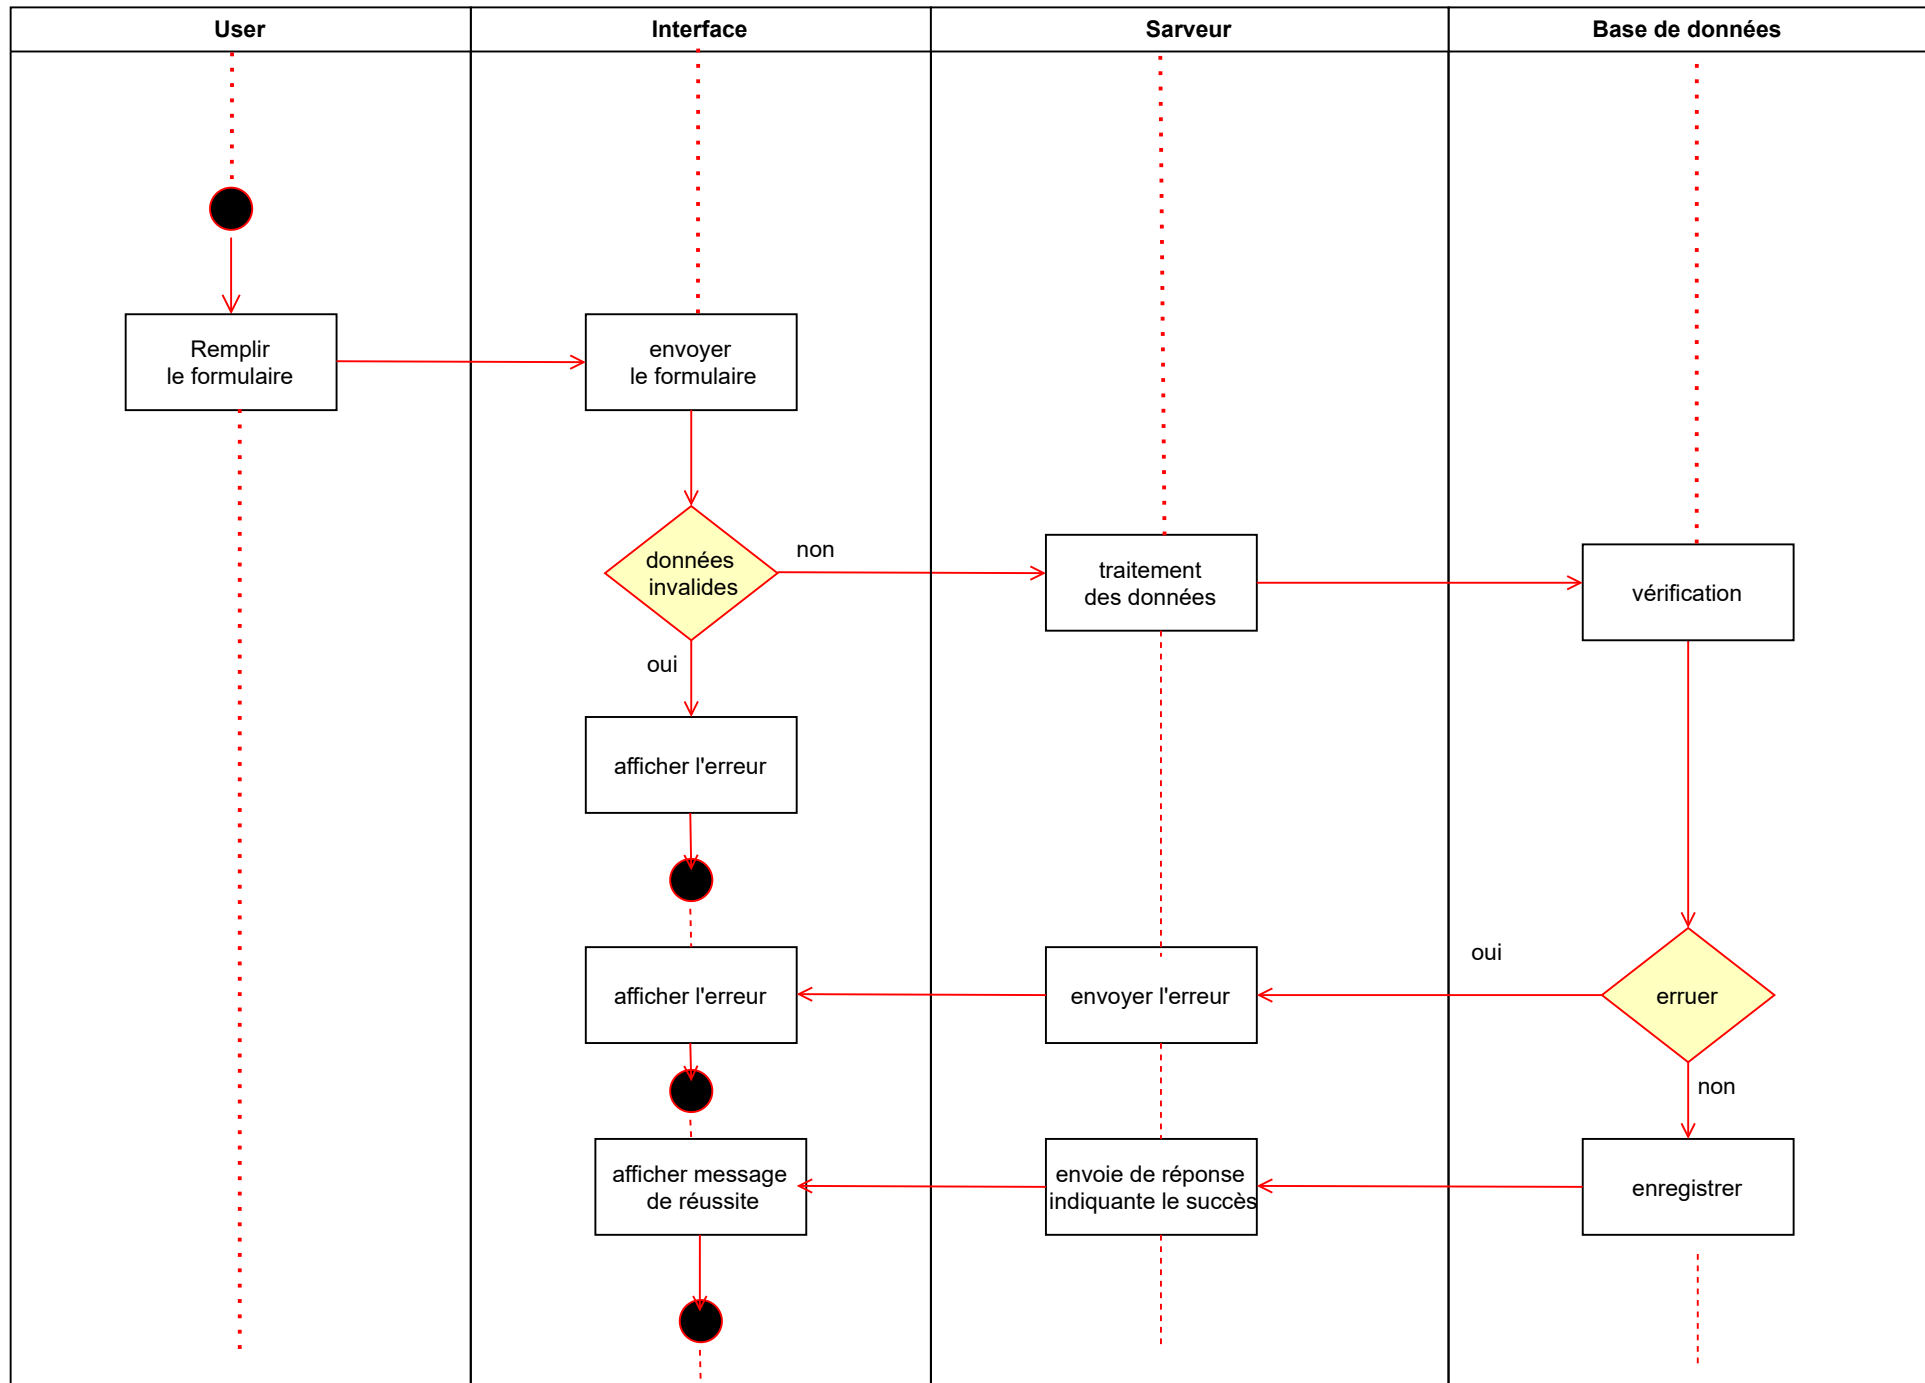 User
Interface
Sarveur
Base de données
Remplir
le formulaire
envoyer
le formulaire
données
invalides
non
traitement
des données
vérification
oui
afficher l'erreur
oui
afficher l'erreur
envoyer l'erreur
erruer
non
afficher message
de réussite
envoie de réponse
indiquante le succès
enregistrer